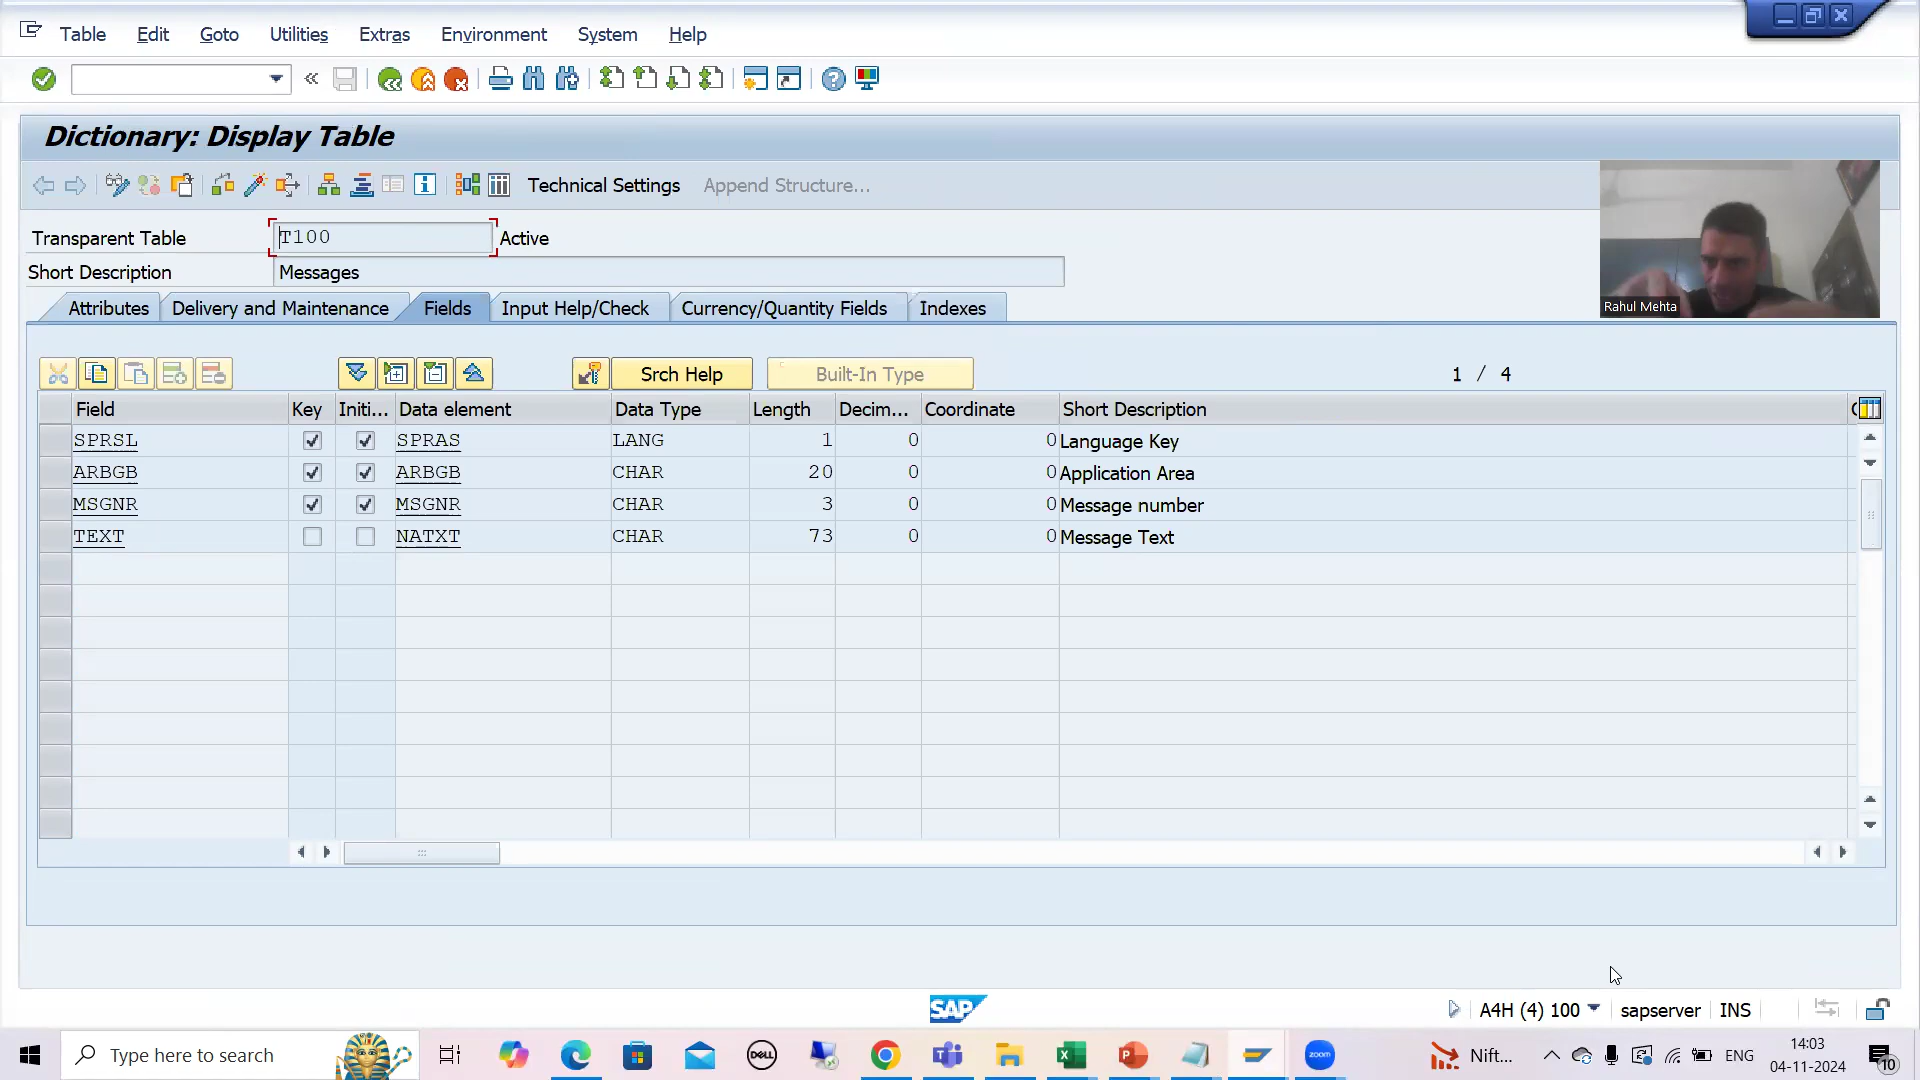 Table Edit Goto Utilities Extras Environment System Help
Dictionary: Display Table
Technical Settings Append Structure...
Transparent Table T100 Active
Short Description Messages
Rahul Mehta
Attributes Delivery and Maintenance Fields Input Help/Check Currency/Quantity Fields Indexes
Srch Help Built-In Type 1 / 4
Field Key Initi... Data element Data Type Length Decim... Coordinate Short Description
SPRSL SPRAS LANG 1 0 0 Language Key
ARBGB ARBGB CHAR 20 0 0 Application Area
MSGNR MSGNR CHAR 3 0 0 Message number
TEXT NATXT CHAR 73 0 0 Message Text
SAP A4H (4) 100 sapserver INS
Type here to search DELL zoom Nift... ENG 14:03
04-11-2024 10